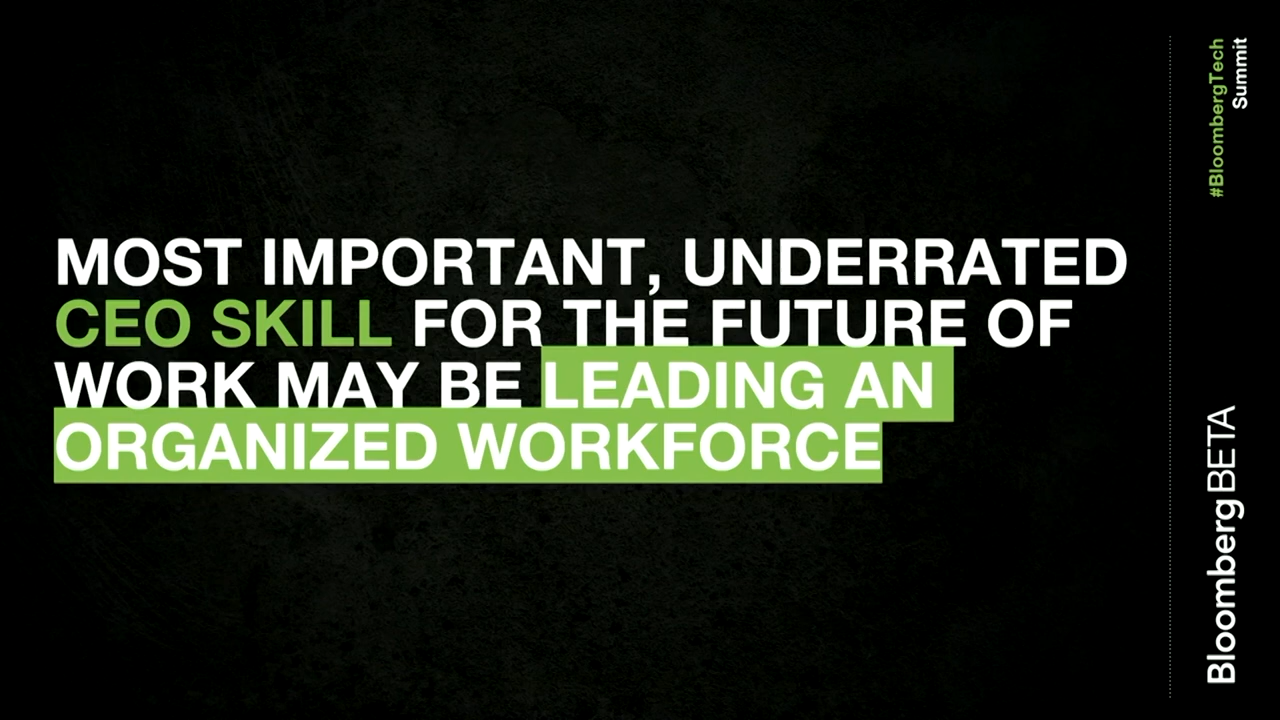 MOST IMPORTANT, UNDERRATED
CEO SKILL FOR THE FUTURE OF
WORK MAY BE LEADING AN
ORGANIZED WORKFORCE
#BloombergTech
Summit
BloombergBETA